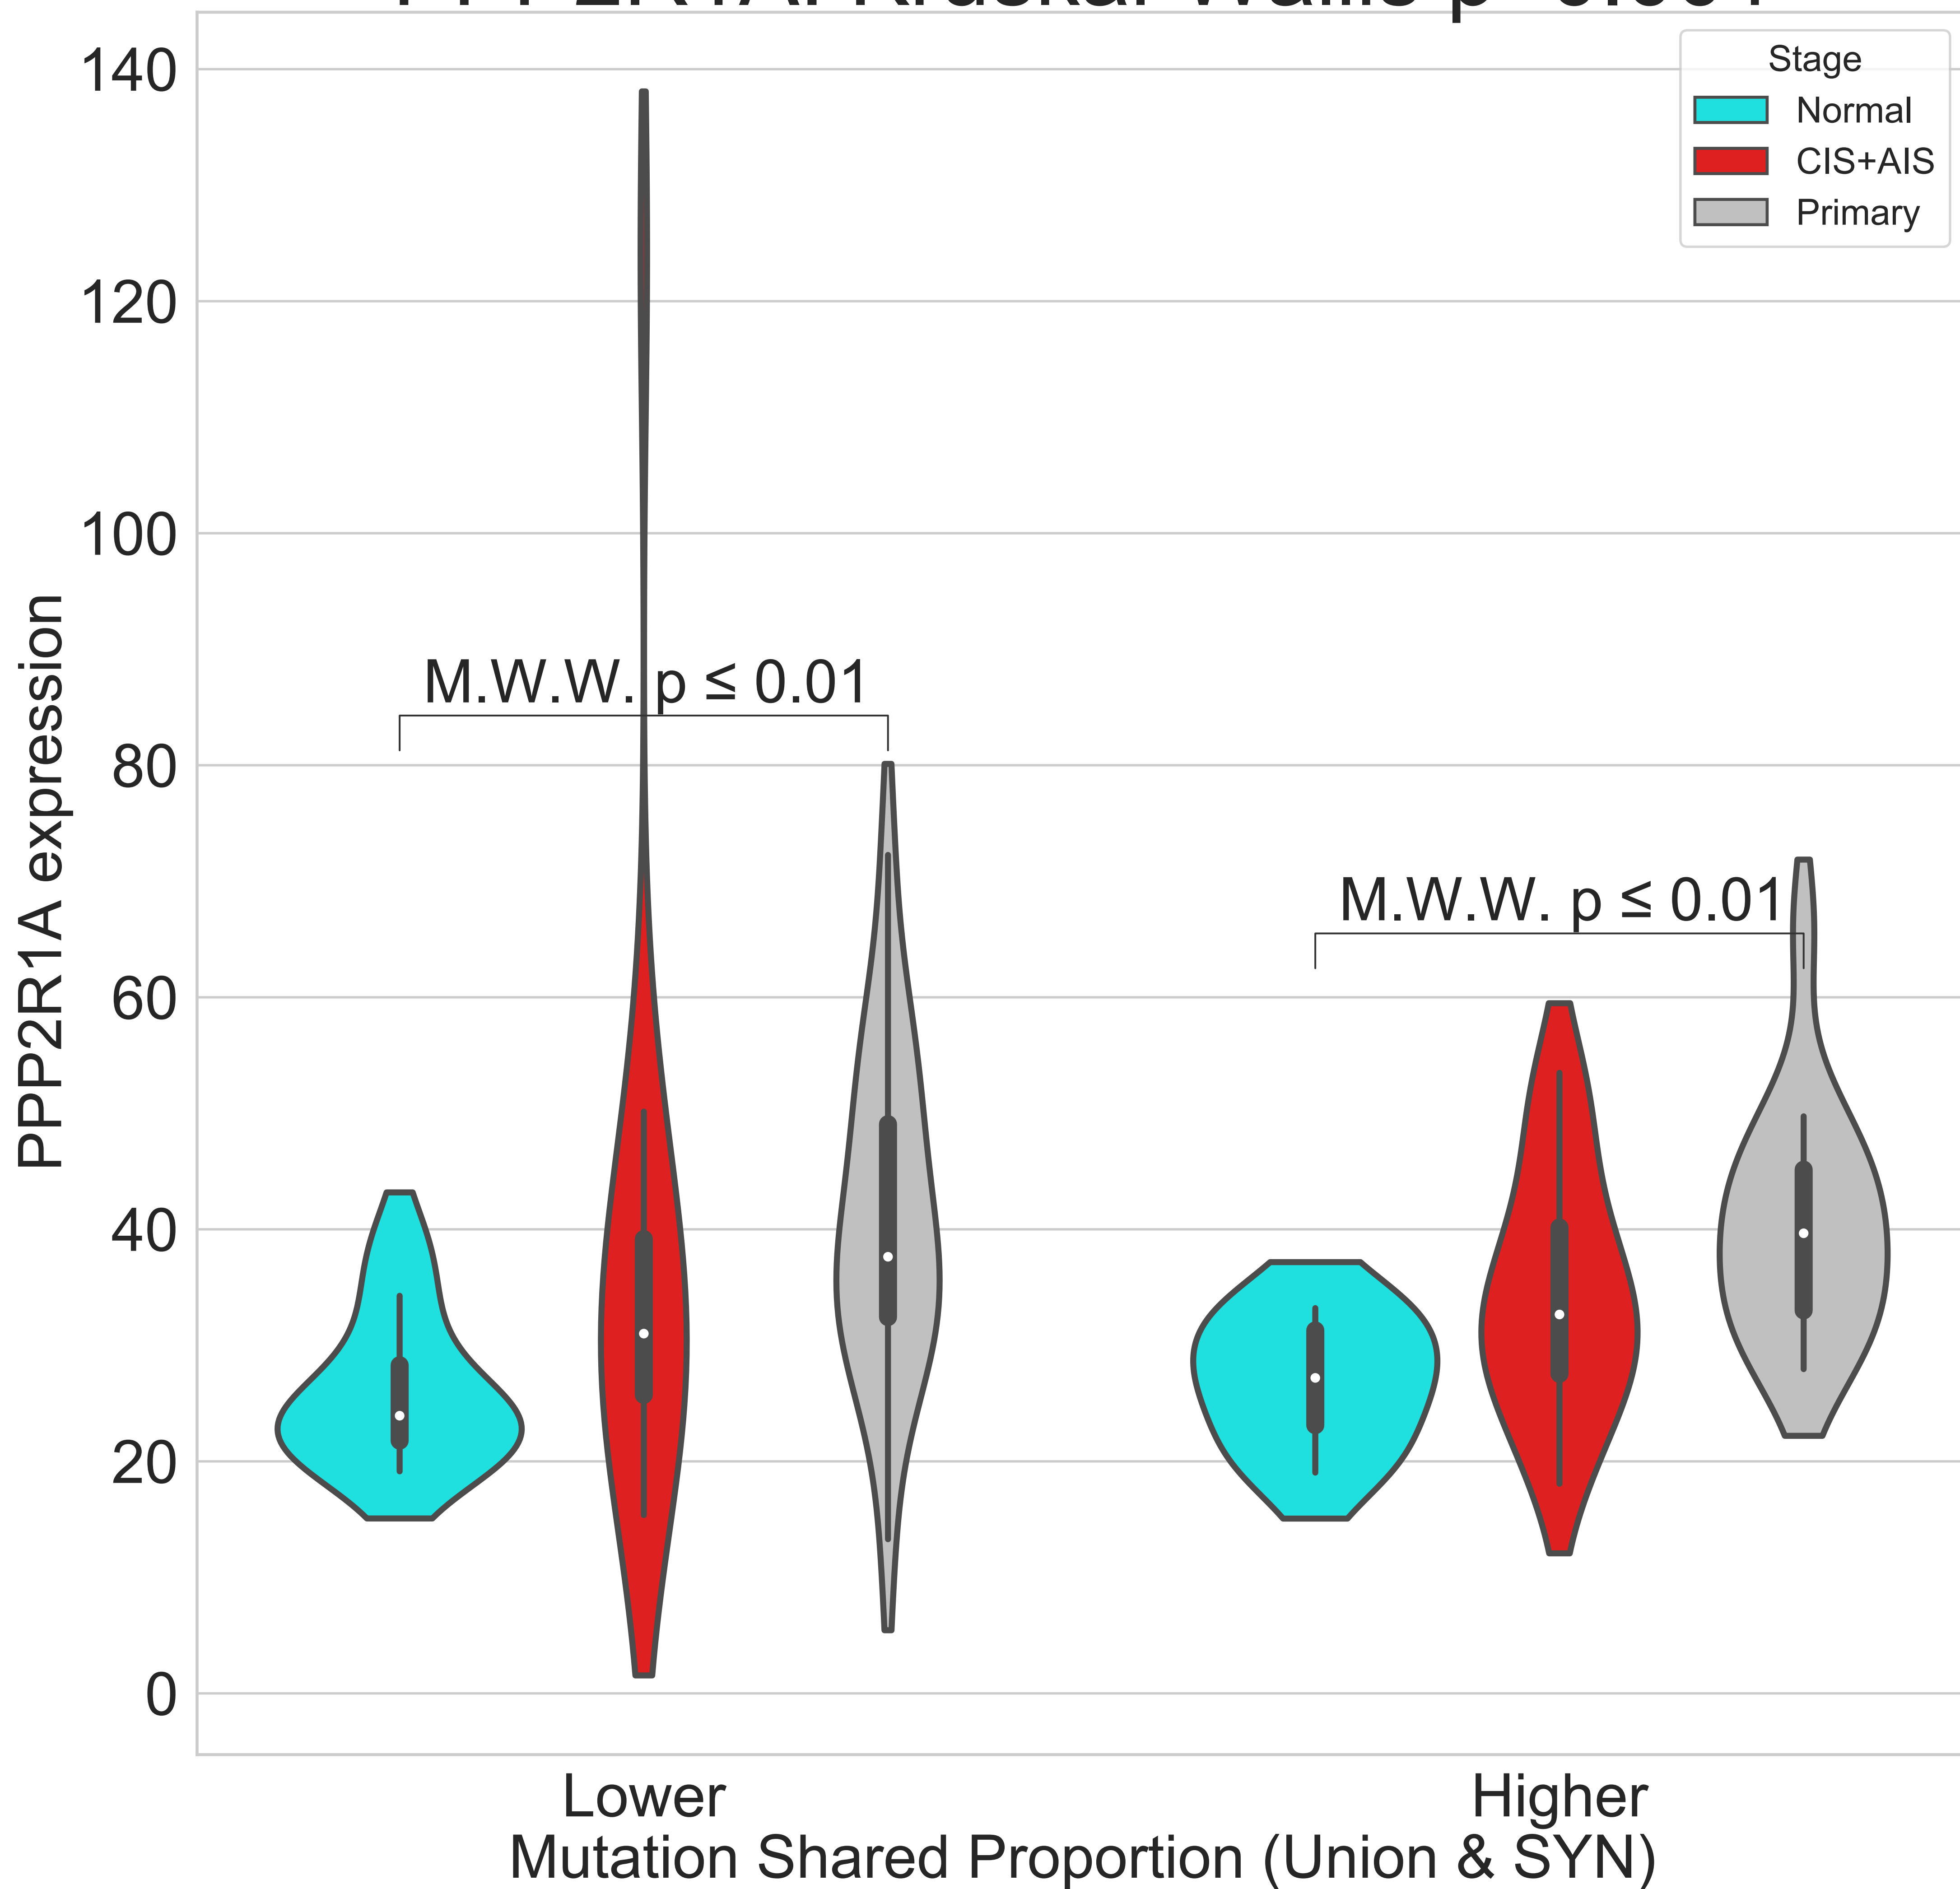 Stage
Normal
CIS+AIS
Primary
140
120
100
80
60
40
20
0
PPP2R1A expression
M.W.W. p ≤ 0.01
M.W.W. p ≤ 0.01
Lower
Higher
Mutation Shared Proportion (Union & SYN)